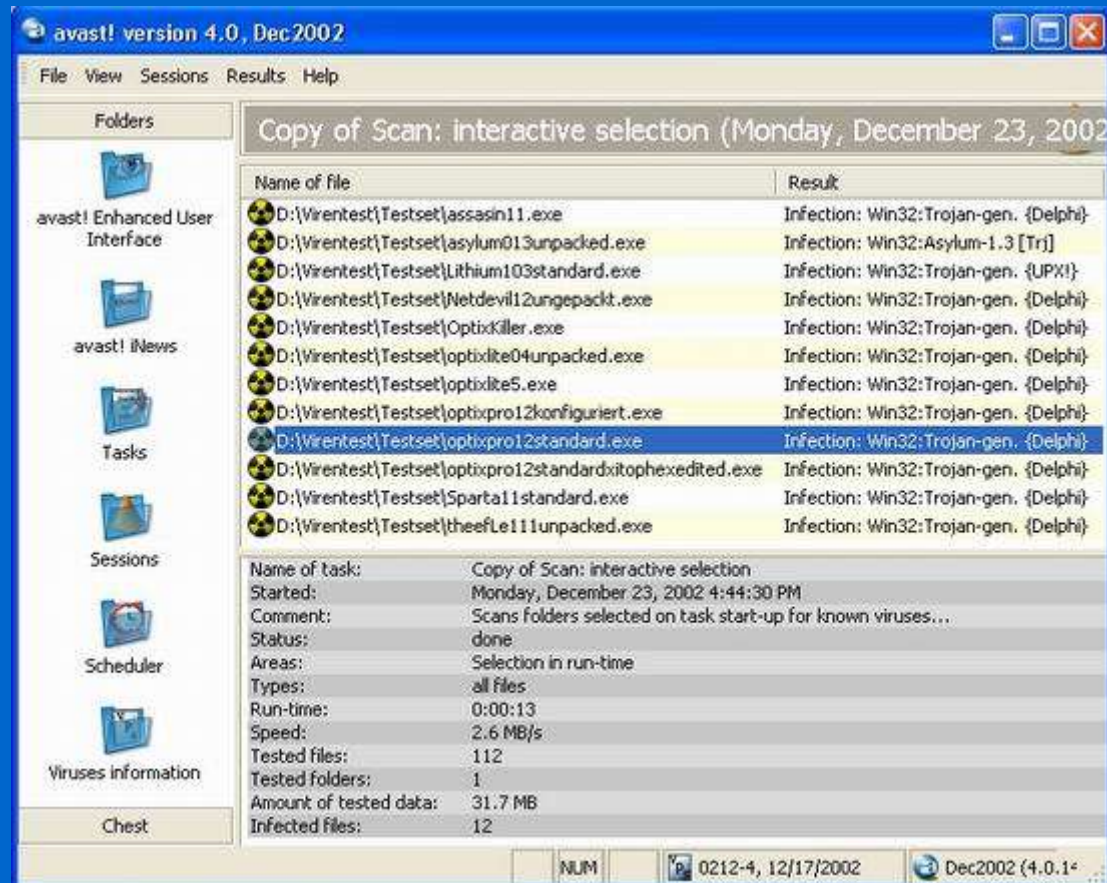 avast! version 4.0, Dec2002
File View Sessions Results Help
Folders
avast! Enhanced User
Interface
avast! iNews
Tasks
Sessions
Scheduler
Viruses information
Chest
Copy of Scan: interactive selection (Monday, December 23, 2002
Name of file Result
D:\Virentest\Testset\assasin11.exe Infection: Win32:Trojan-gen. {Delphi}
D:\Virentest\Testset\asylum013unpacked.exe Infection: Win32:Asylum-1.3 [Trj]
D:\Virentest\Testset\Lithium103standard.exe Infection: Win32:Trojan-gen. {UPX!}
D:\Virentest\Testset\Netdevil12ungepackt.exe Infection: Win32:Trojan-gen. {Delphi}
D:\Virentest\Testset\OptixKiller.exe Infection: Win32:Trojan-gen. {Delphi}
D:\Virentest\Testset\optixlite04unpacked.exe Infection: Win32:Trojan-gen. {Delphi}
D:\Virentest\Testset\optixlite5.exe Infection: Win32:Trojan-gen. {Delphi}
D:\Virentest\Testset\optixpro12konfiguriert.exe Infection: Win32:Trojan-gen. {Delphi}
D:\Virentest\Testset\optixpro12standard.exe Infection: Win32:Trojan-gen. {Delphi}
D:\Virentest\Testset\optixpro12standardxitophexedited.exe Infection: Win32:Trojan-gen. {Delphi}
D:\Virentest\Testset\Sparta11standard.exe Infection: Win32:Trojan-gen. {Delphi}
D:\Virentest\Testset\theefLe111unpacked.exe Infection: Win32:Trojan-gen. {Delphi}
Name of task: Copy of Scan: interactive selection
Started: Monday, December 23, 2002 4:44:30 PM
Comment: Scans folders selected on task start-up for known viruses...
Status: done
Areas: Selection in run-time
Types: all files
Run-time: 0:00:13
Speed: 2.6 MB/s
Tested files: 112
Tested folders: 1
Amount of tested data: 31.7 MB
Infected files: 12
NUM 0212-4, 12/17/2002 Dec2002 (4.0.1